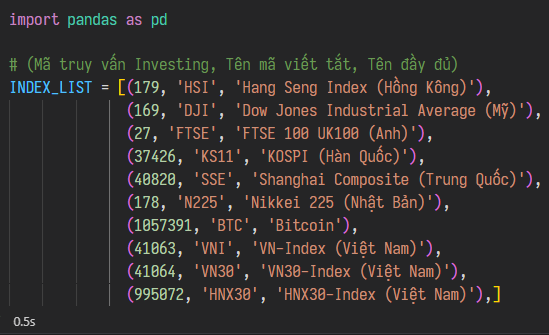 import pandas as pd
# (Mã truy vấn Investing, Tên mã viết tắt, Tên đầy đủ)
INDEX_LIST = [(179, 'HSI', 'Hang Seng Index (Hồng Kông)'),
(169, 'DJI', 'Dow Jones Industrial Average (Mỹ)'),
(27, 'FTSE', 'FTSE 100 UK100 (Anh)'),
(37426, 'KS11', 'KOSPI (Hàn Quốc)'),
(40820, 'SSE', 'Shanghai Composite (Trung Quốc)'),
(178, 'N225', 'Nikkei 225 (Nhật Bản)'),
(1057391, 'BTC', 'Bitcoin'),
(41063, 'VNI', 'VN-Index (Việt Nam)'),
(41064, 'VN30', 'VN30-Index (Việt Nam)'),
(995072, 'HNX30', 'HNX30-Index (Việt Nam)'),]
0.5s